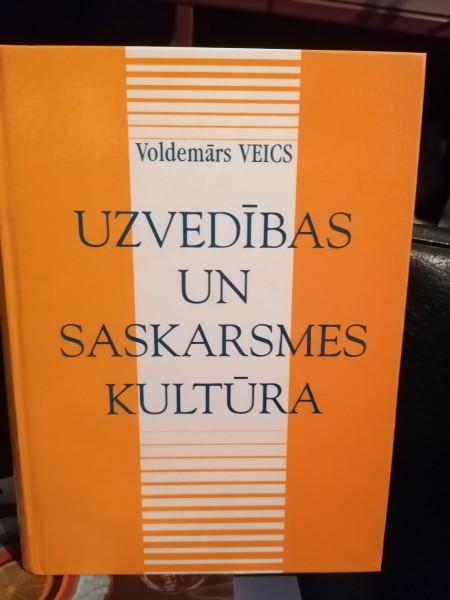 Voldemārs VEICS
UZVEDĪBAS
UN
SASKARSMES
KULTŪRA